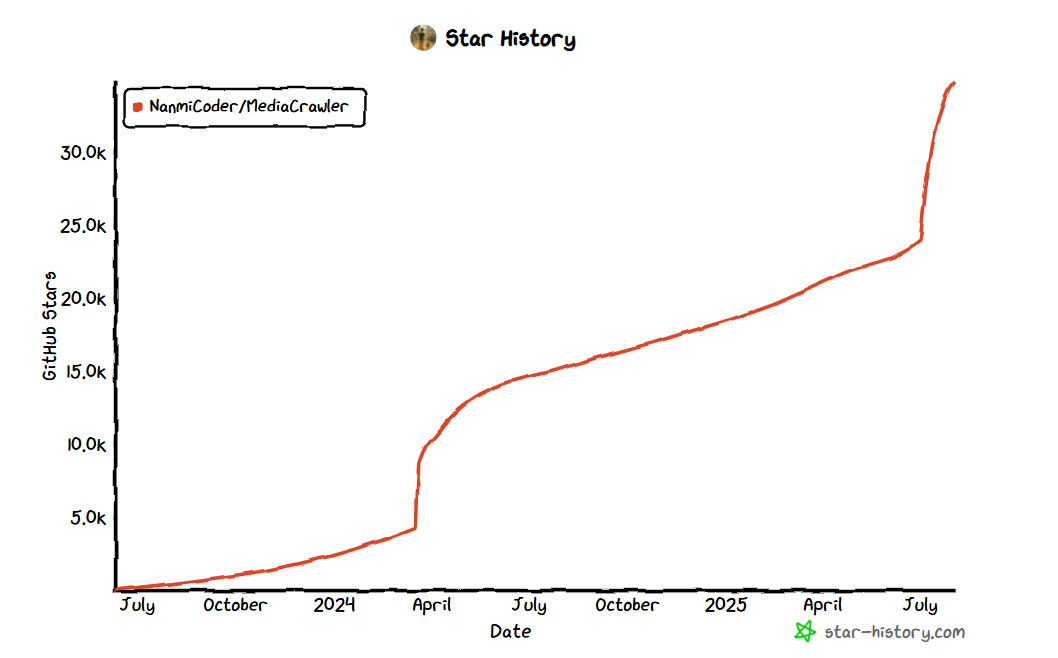 Star History
NanmiCoder/MediaCrawler
30.0k
25.0k
20.0k
15.0k
10.0k
5.0k
GitHub Stars
July October 2024 April July October 2025 April July
Date
star-history.com